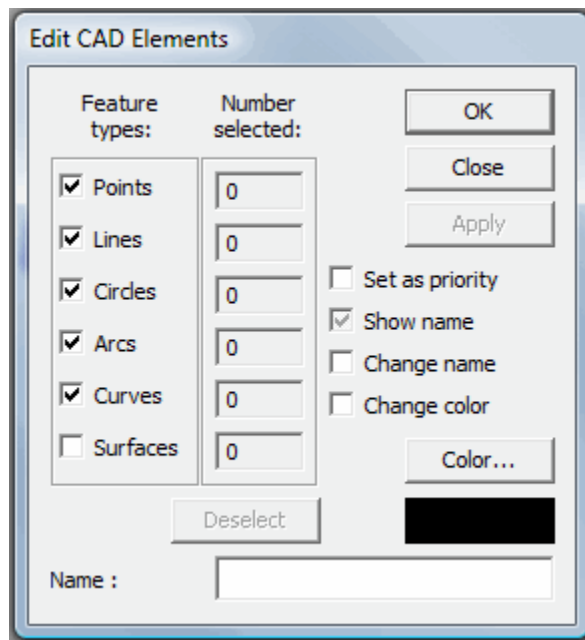 Edit CAD Elements
Feature
types:
Number
selected:
OK
Close
Apply
Points
0
Lines
0
Circles
0
Arcs
0
Curves
0
Surfaces
0
Set as priority
Show name
Change name
Change color
Color...
Deselect
Name :